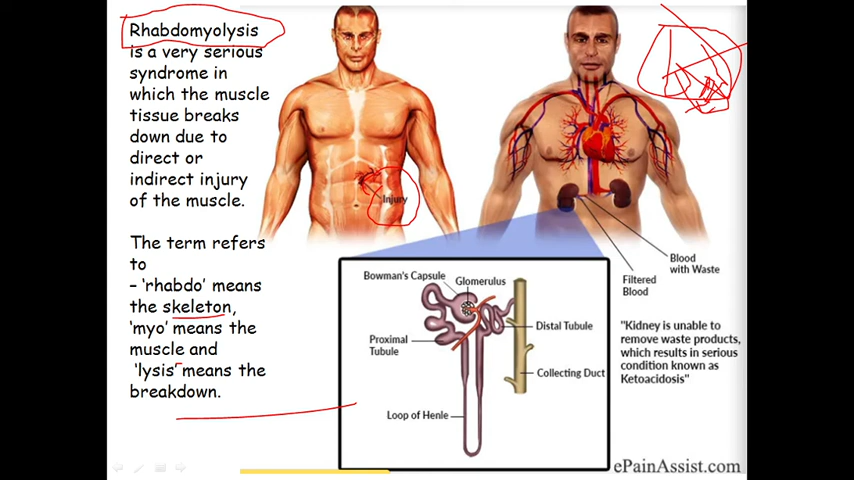 Rhabdomyolysis
is a very serious
syndrome in
which the muscle
tissue breaks
down due to
direct or
indirect injury
of the muscle.
The term refers
to
– ‘rhabdo’ means
the skeleton,
‘myo’ means the
muscle and
‘lysis’ means the
breakdown.
Injury
Blood
with Waste
Filtered
Blood
Bowman's Capsule
Glomerulus
Distal Tubule
Proximal
Tubule
Collecting Duct
Loop of Henle
"Kidney is unable to
remove waste products,
which results in serious
condition known as
Ketoacidosis"
ePainAssist.com